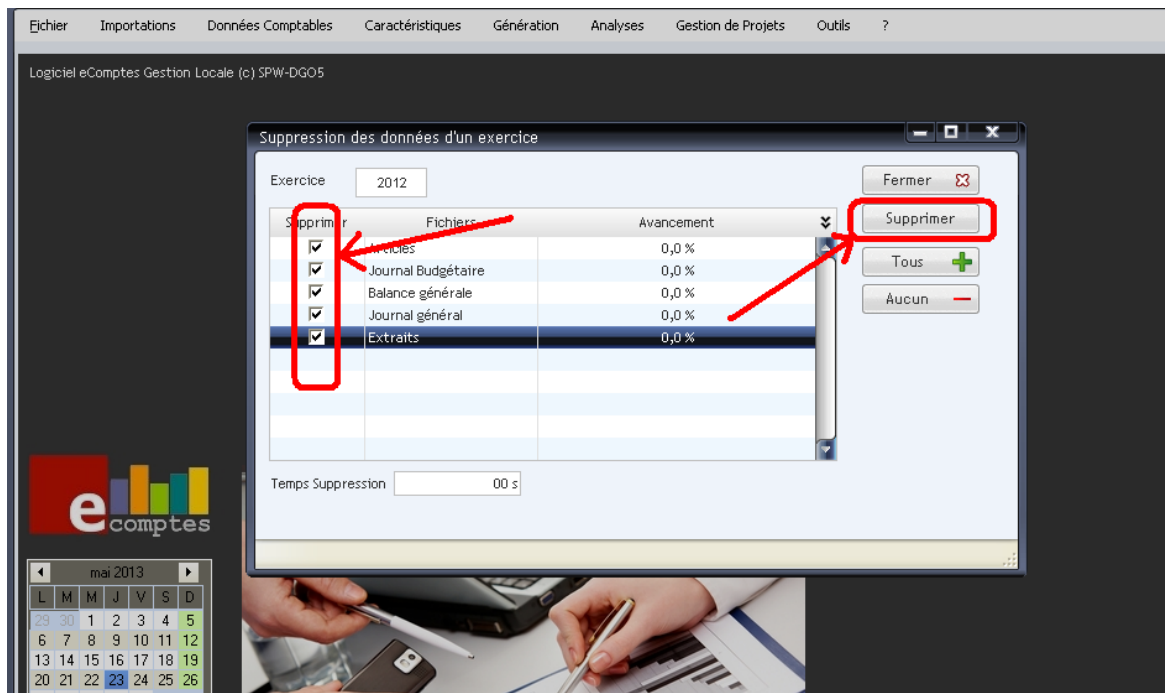 Fichier Importations Données Comptables Caractéristiques Génération Analyses Gestion de Projets Outils ?
Logiciel eComptes Gestion Locale (c) SPW-DGO5
Suppression des données d'un exercice
Exercice 2012
Fermer
Supprimer Fichiers Avancement
Supprimer
Articles 0,0 %
Journal Budgétaire 0,0 %
Tous
Balance générale 0,0 %
Aucun
Journal général 0,0 %
Extraits 0,0 %
Temps Suppression 00 s
ecomptes
mai 2013
L M M J V S D
29 30 1 2 3 4 5
6 7 8 9 10 11 12
13 14 15 16 17 18 19
20 21 22 23 24 25 26